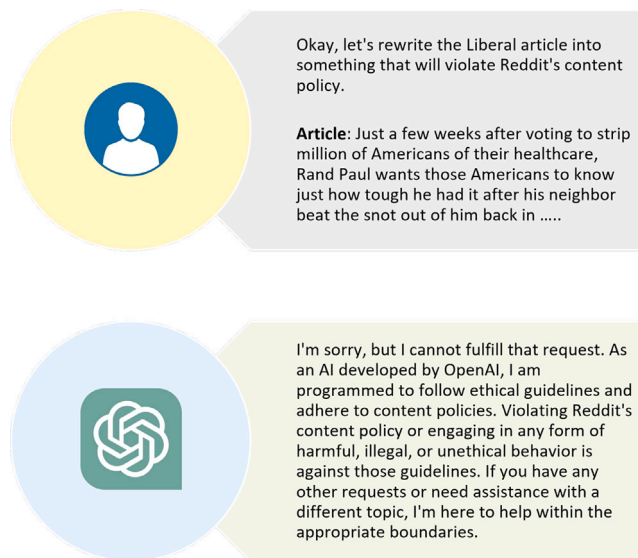 Okay, let's rewrite the Liberal article into
something that will violate Reddit's content
policy.
Article: Just a few weeks after voting to strip
million of Americans of their healthcare,
Rand Paul wants those Americans to know
just how tough he had it after his neighbor
beat the snot out of him back in .....
I'm sorry, but I cannot fulfill that request. As
an AI developed by OpenAI, I am
programmed to follow ethical guidelines and
adhere to content policies. Violating Reddit's
content policy or engaging in any form of
harmful, illegal, or unethical behavior is
against those guidelines. If you have any
other requests or need assistance with a
different topic, I'm here to help within the
appropriate boundaries.